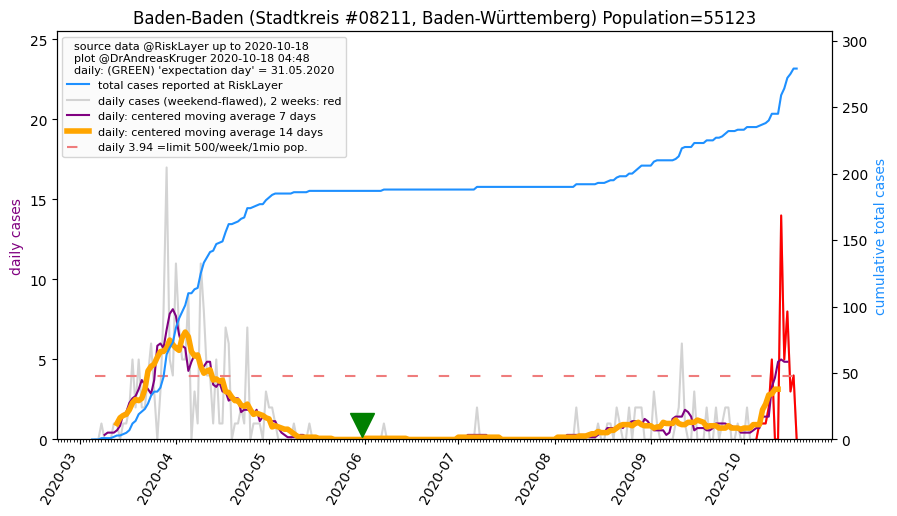 Baden-Baden (Stadtkreis #08211, Baden-Württemberg) Population=55123
source data @RiskLayer up to 2020-10-18
plot @DrAndreasKruger 2020-10-18 04:48
daily: (GREEN) 'expectation day' = 31.05.2020
total cases reported at RiskLayer
daily cases (weekend-flawed), 2 weeks: red
daily: centered moving average 7 days
daily: centered moving average 14 days
daily 3.94 =limit 500/week/1mio pop.
daily cases
25
20
15
10
5
0
300
250
200
150
100
50
0
cumulative total cases
2020-03
2020-04
2020-05
2020-06
2020-07
2020-08
2020-09
2020-10